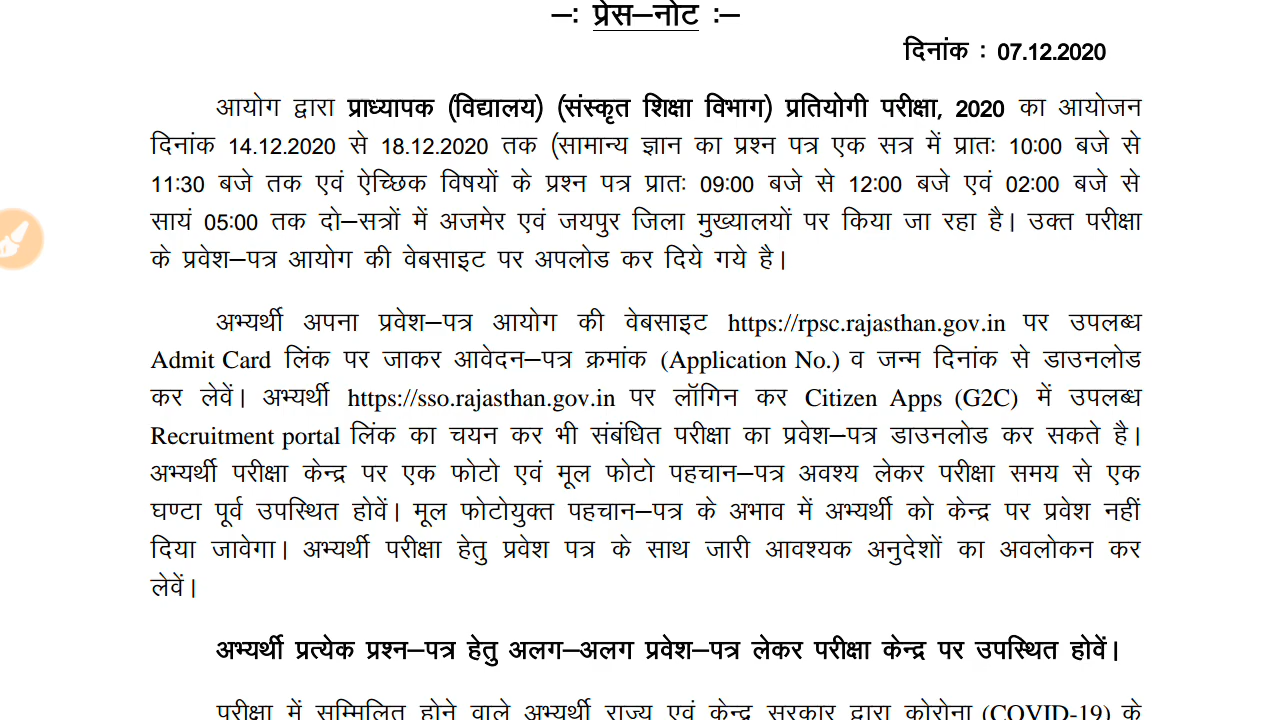 —: प्रेस—नोट :—
दिनांक : 07.12.2020
आयोग द्वारा प्राध्यापक (विद्यालय) (संस्कृत शिक्षा विभाग) प्रतियोगी परीक्षा, 2020 का आयोजन
दिनांक 14.12.2020 से 18.12.2020 तक (सामान्य ज्ञान का प्रश्न पत्र एक सत्र में प्रातः 10:00 बजे से
11:30 बजे तक एवं ऐच्छिक विषयों के प्रश्न पत्र प्रातः 09:00 बजे से 12:00 बजे एवं 02:00 बजे से
सायं 05:00 तक दो—सत्रों में अजमेर एवं जयपुर जिला मुख्यालयों पर किया जा रहा है। उक्त परीक्षा
के प्रवेश—पत्र आयोग की वेबसाइट पर अपलोड कर दिये गये है।
अभ्यर्थी अपना प्रवेश—पत्र आयोग की वेबसाइट https://rpsc.rajasthan.gov.in पर उपलब्ध
Admit Card लिंक पर जाकर आवेदन—पत्र क्रमांक (Application No.) व जन्म दिनांक से डाउनलोड
कर लेवें। अभ्यर्थी https://sso.rajasthan.gov.in पर लॉगिन कर Citizen Apps (G2C) में उपलब्ध
Recruitment portal लिंक का चयन कर भी संबंधित परीक्षा का प्रवेश—पत्र डाउनलोड कर सकते है।
अभ्यर्थी परीक्षा केन्द्र पर एक फोटो एवं मूल फोटो पहचान—पत्र अवश्य लेकर परीक्षा समय से एक
घण्टा पूर्व उपस्थित होवें। मूल फोटोयुक्त पहचान—पत्र के अभाव में अभ्यर्थी को केन्द्र पर प्रवेश नहीं
दिया जावेगा। अभ्यर्थी परीक्षा हेतु प्रवेश पत्र के साथ जारी आवश्यक अनुदेशों का अवलोकन कर
लेवें।
अभ्यर्थी प्रत्येक प्रश्न—पत्र हेतु अलग—अलग प्रवेश—पत्र लेकर परीक्षा केन्द्र पर उपस्थित होवें।
परीक्षा में सम्मिलित होने वाले अभ्यर्थी राज्य एवं केन्द्र सरकार द्वारा कोरोना (COVID-19) के